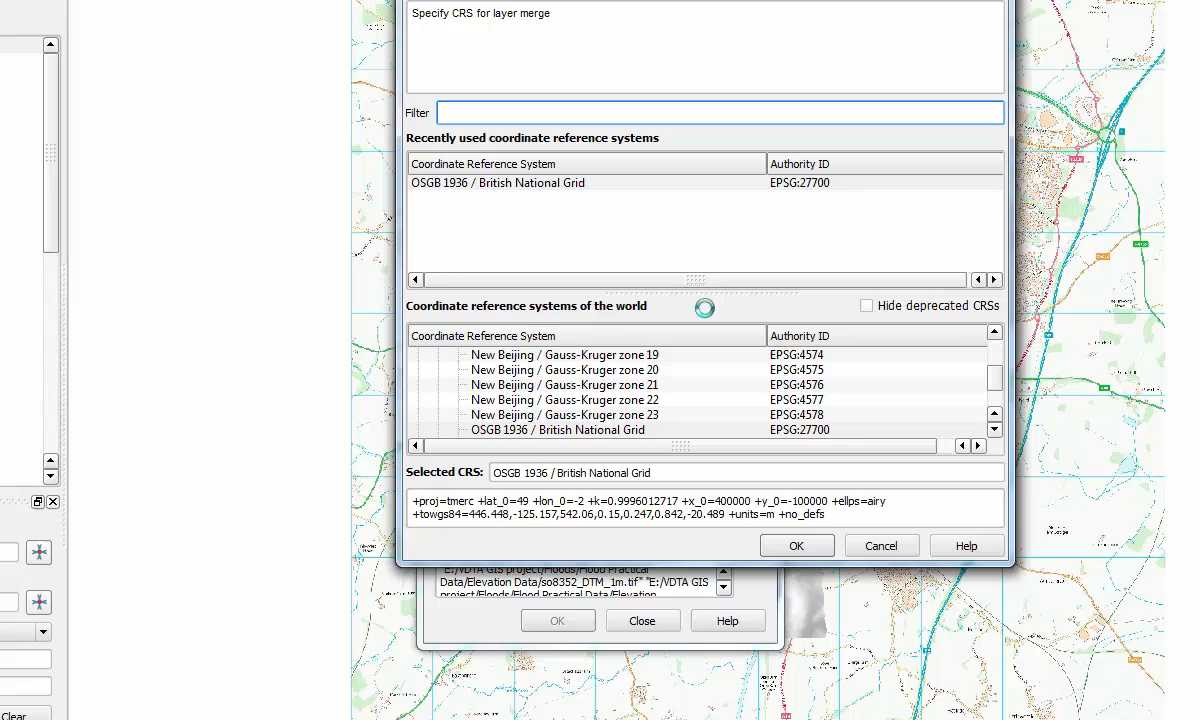 Specify CRS for layer merge
Filter
Recently used coordinate reference systems
Coordinate Reference System Authority ID
OSGB 1936 / British National Grid EPSG:27700
Coordinate reference systems of the world Hide deprecated CRSs
Coordinate Reference System Authority ID
New Beijing / Gauss-Kruger zone 19 EPSG:4574
New Beijing / Gauss-Kruger zone 20 EPSG:4575
New Beijing / Gauss-Kruger zone 21 EPSG:4576
New Beijing / Gauss-Kruger zone 22 EPSG:4577
New Beijing / Gauss-Kruger zone 23 EPSG:4578
OSGB 1936 / British National Grid EPSG:27700
Selected CRS: OSGB 1936 / British National Grid
+proj=tmerc +lat_0=49 +lon_0=-2 +k=0.9996012717 +x_0=400000 +y_0=-100000 +ellps=airy
+towgs84=446.448,-125.157,542.06,0.15,0.247,0.842,-20.489 +units=m +no_defs
OK Cancel Help
"E:/VDTA GIS project/Floods/Flood Practical
Data/Elevation Data/so8352_DTM_1m.tif" "E:/VDTA GIS
project/Floods/Flood Practical Data/Elevation
OK Close Help
Clear